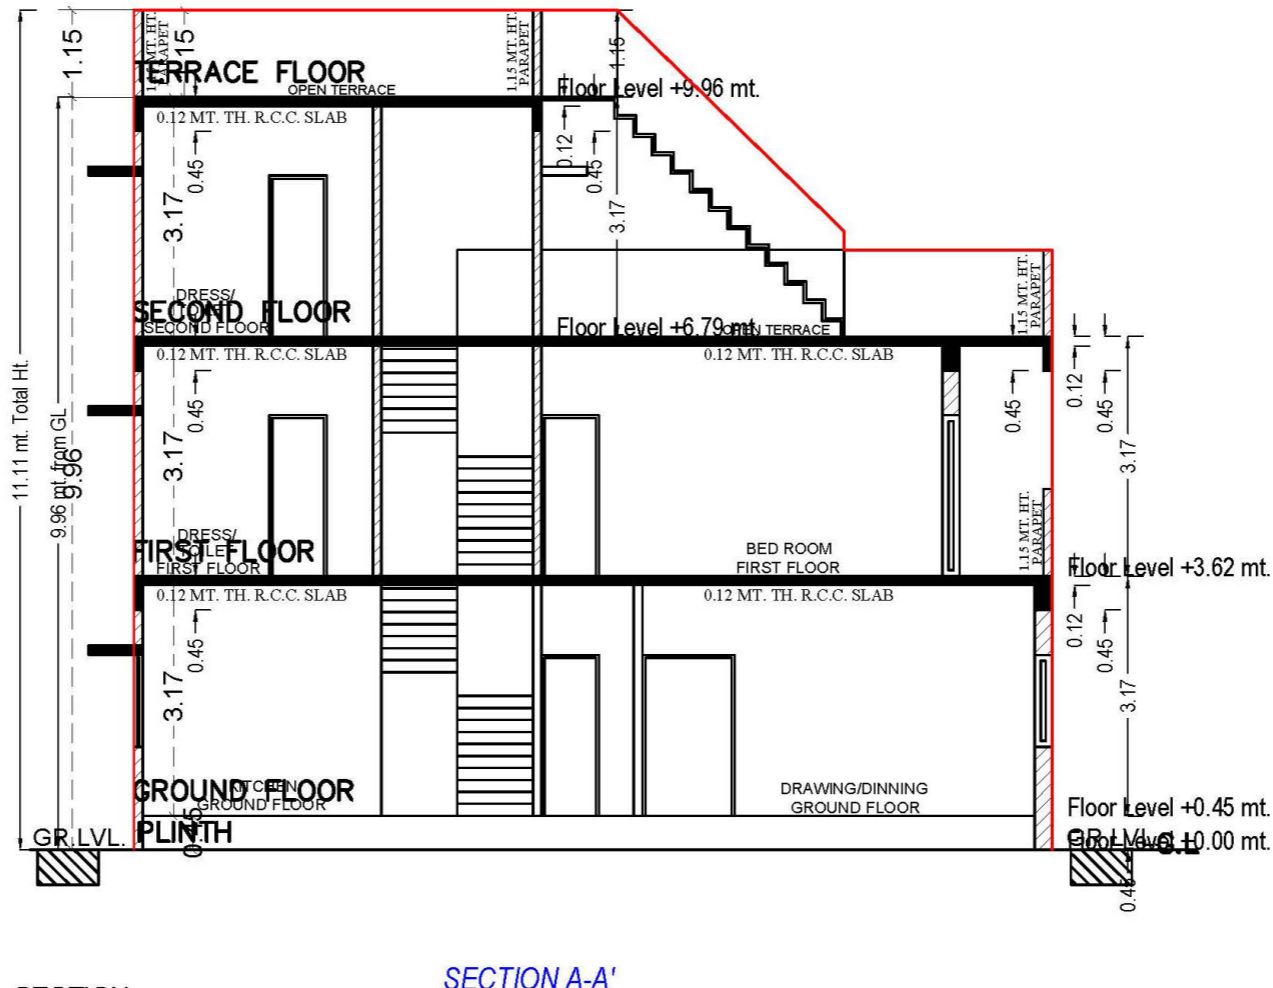 1.15
1.15 MT. HT.
PARAPET
1.15
1.15 MT. HT.
PARAPET
1.15
TERRACE FLOOR
OPEN TERRACE
Floor Level +9.96 mt.
0.12 MT. TH. R.C.C. SLAB
0.45
0.12
0.45
3.17
3.17
1.15 MT. HT.
PARAPET
DRESS/
SECOND FLOOR
SECOND FLOOR
Floor Level +6.79 mt.
OPEN TERRACE
0.12 MT. TH. R.C.C. SLAB
0.12 MT. TH. R.C.C. SLAB
11.11 mt. Total Ht.
9.96 mt. from GL
9.96
0.45
3.17
0.45
0.12
0.45
3.17
1.15 MT. HT.
PARAPET
DRESS/
TOILET
FIRST FLOOR
FIRST FLOOR
BED ROOM
FIRST FLOOR
Floor Level +3.62 mt.
0.12 MT. TH. R.C.C. SLAB
0.12 MT. TH. R.C.C. SLAB
0.45
3.17
0.12
0.45
3.17
GROUND FLOOR
KITCHEN
GROUND FLOOR
DRAWING/DINNING
GROUND FLOOR
Floor Level +0.45 mt.
GR.LVL.
PLINTH
0.45
GR.LVL.
G.L
Floor Level +0.00 mt.
0.45
SECTION A-A'